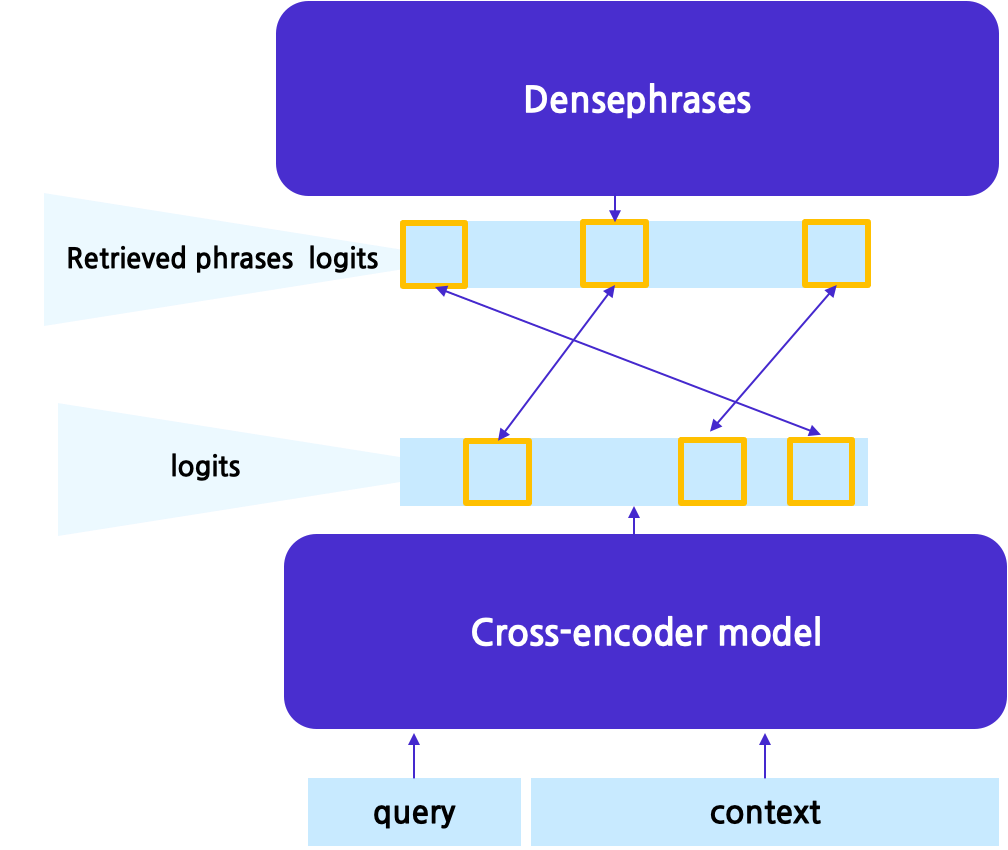 Densephrases
Retrieved phrases logits
logits
Cross-encoder model
query
context